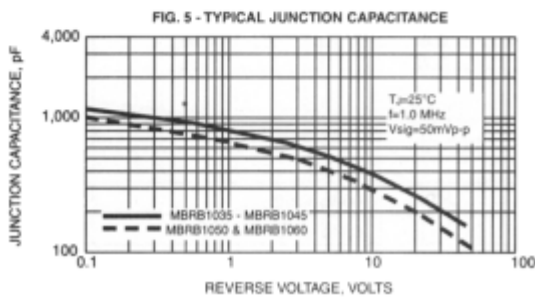 FIG. 5 - TYPICAL JUNCTION CAPACITANCE
JUNCTION CAPACITANCE, pF
4,000
1,000
100
TJ=25°C
f=1.0 MHz
Vsig=50mVp-p
MBRB1035 - MBRB1045
MBRB1050 & MBRB1060
0.1
1
10
100
REVERSE VOLTAGE, VOLTS